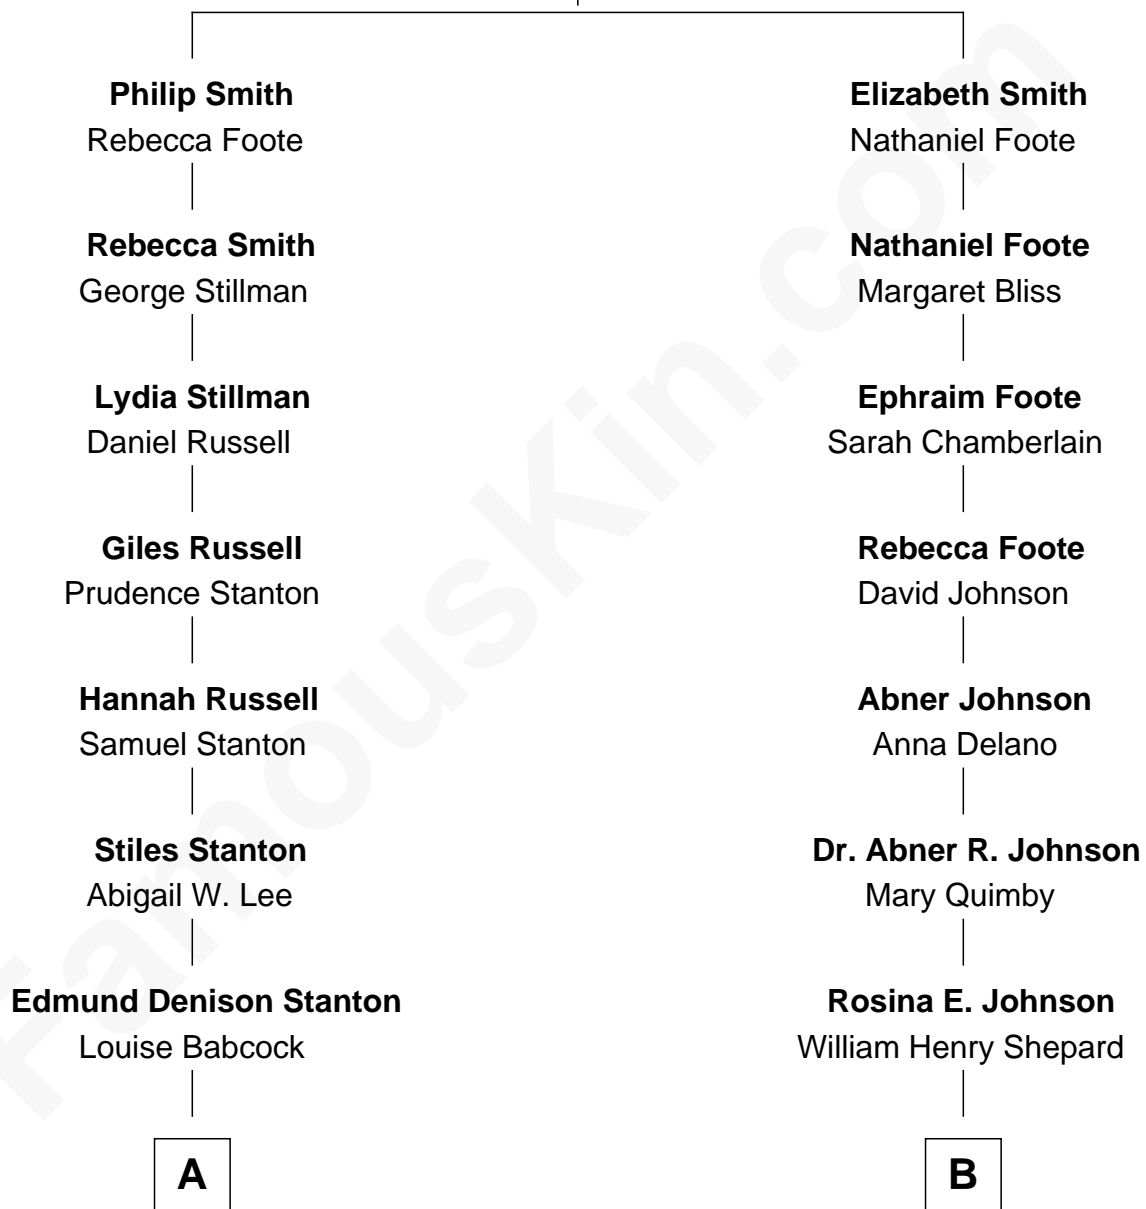 Philip Smith
Rebecca Foote
Rebecca Smith
George Stillman
Lydia Stillman
Daniel Russell
Giles Russell
Prudence Stanton
Hannah Russell
Samuel Stanton
Stiles Stanton
Abigail W. Lee
Edmund Denison Stanton
Louise Babcock
A
Elizabeth Smith
Nathaniel Foote
Nathaniel Foote
Margaret Bliss
Ephraim Foote
Sarah Chamberlain
Rebecca Foote
David Johnson
Abner Johnson
Anna Delano
Dr. Abner R. Johnson
Mary Quimby
Rosina E. Johnson
William Henry Shepard
B
FamousKin.com